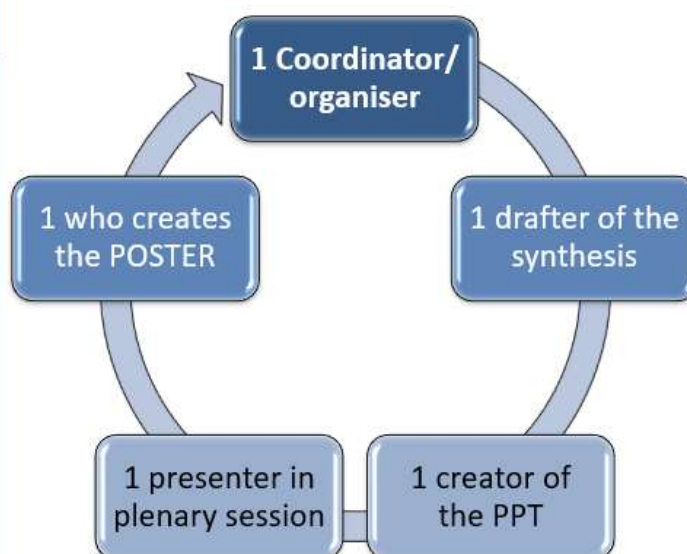 1 Coordinator/
organiser
1 drafter of the
synthesis
1 creator of
the PPT
1 presenter in
plenary session
1 who creates
the POSTER